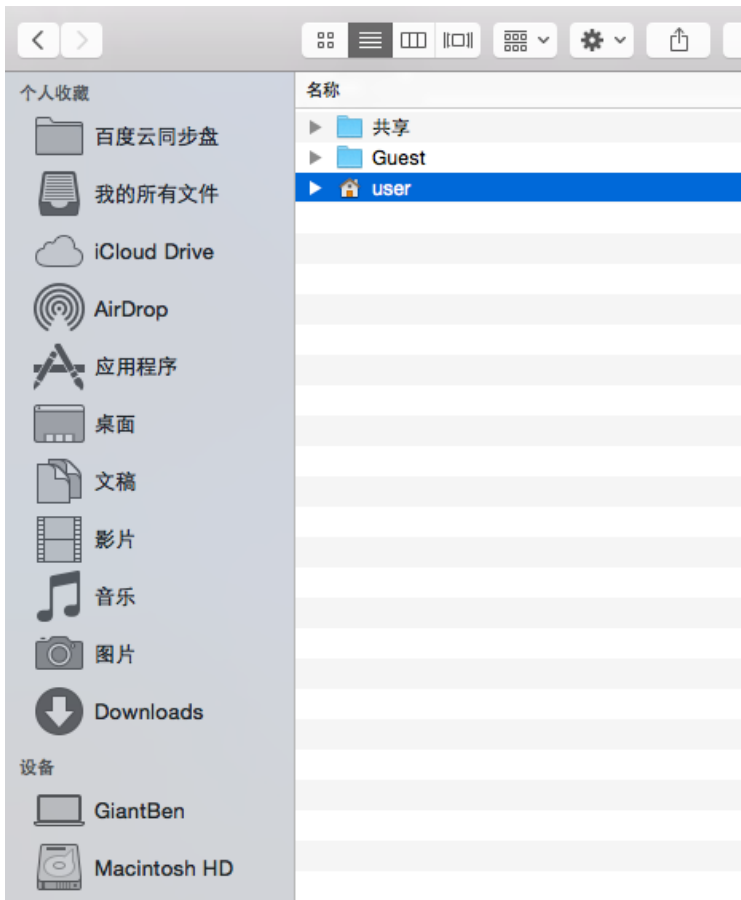 个人收藏
百度云同步盘
我的所有文件
iCloud Drive
AirDrop
应用程序
桌面
文稿
影片
音乐
图片
Downloads
设备
GiantBen
Macintosh HD
名称
共享
Guest
user